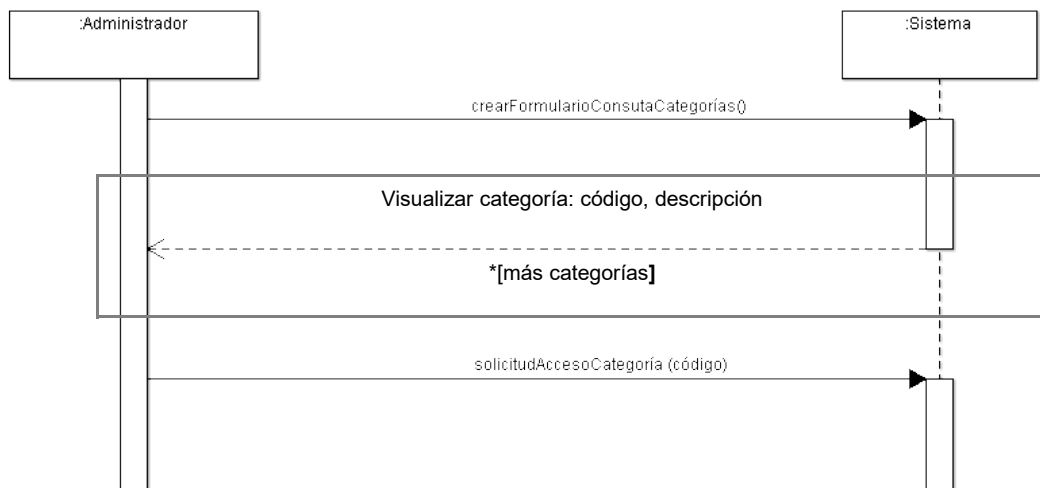 :Administrador
:Sistema
crearFormularioConsutaCategorías()
Visualizar categoría: código, descripción
*[más categorías]
solicitudAccesoCategoría (código)